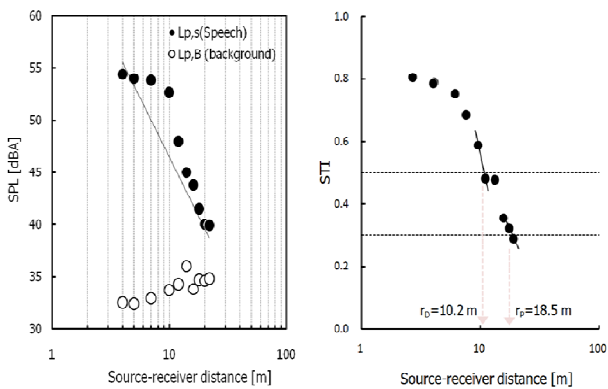 Lp,s(Speech)
Lp,B (background)
60
55
50
45
40
35
30
SPL [dBA]
1
10
100
Source-receiver distance [m]
1.0
0.8
0.6
0.4
0.2
0.0
STI
rD=10.2 m
rP=18.5 m
1
10
100
Source-receiver distance [m]